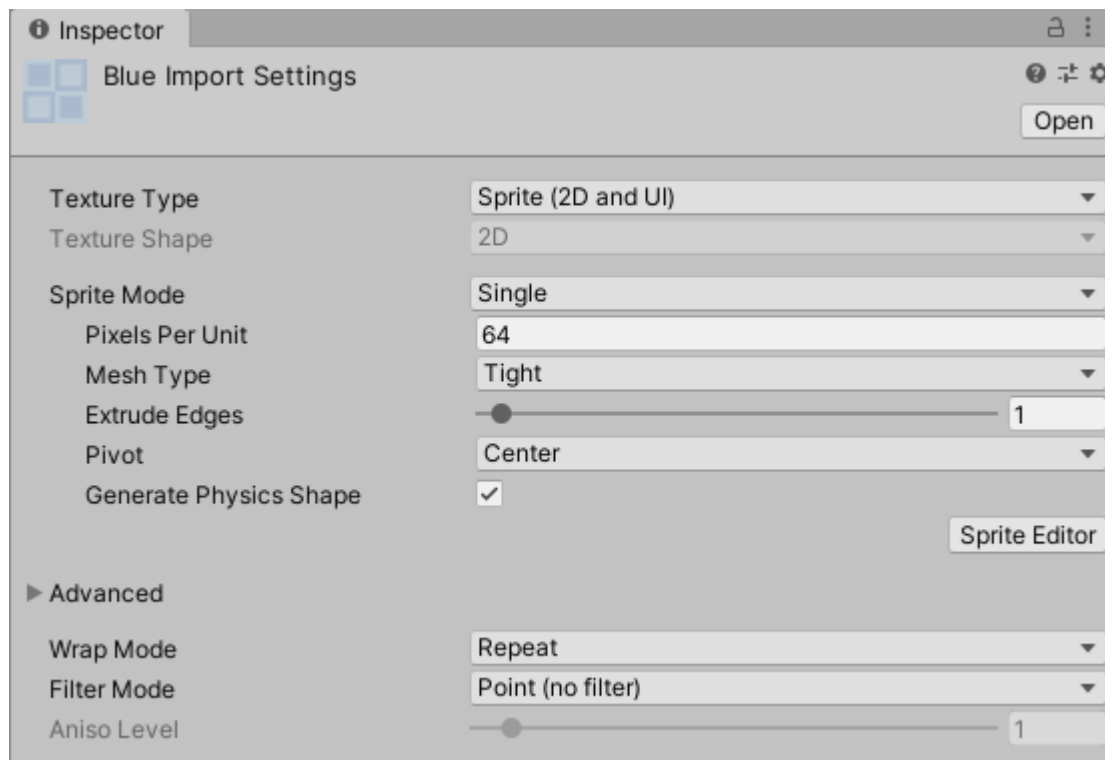 Inspector
Blue Import Settings
Open
Texture Type Sprite (2D and UI)
Texture Shape 2D
Sprite Mode Single
Pixels Per Unit 64
Mesh Type Tight
Extrude Edges 1
Pivot Center
Generate Physics Shape
Sprite Editor
Advanced
Wrap Mode Repeat
Filter Mode Point (no filter)
Aniso Level 1